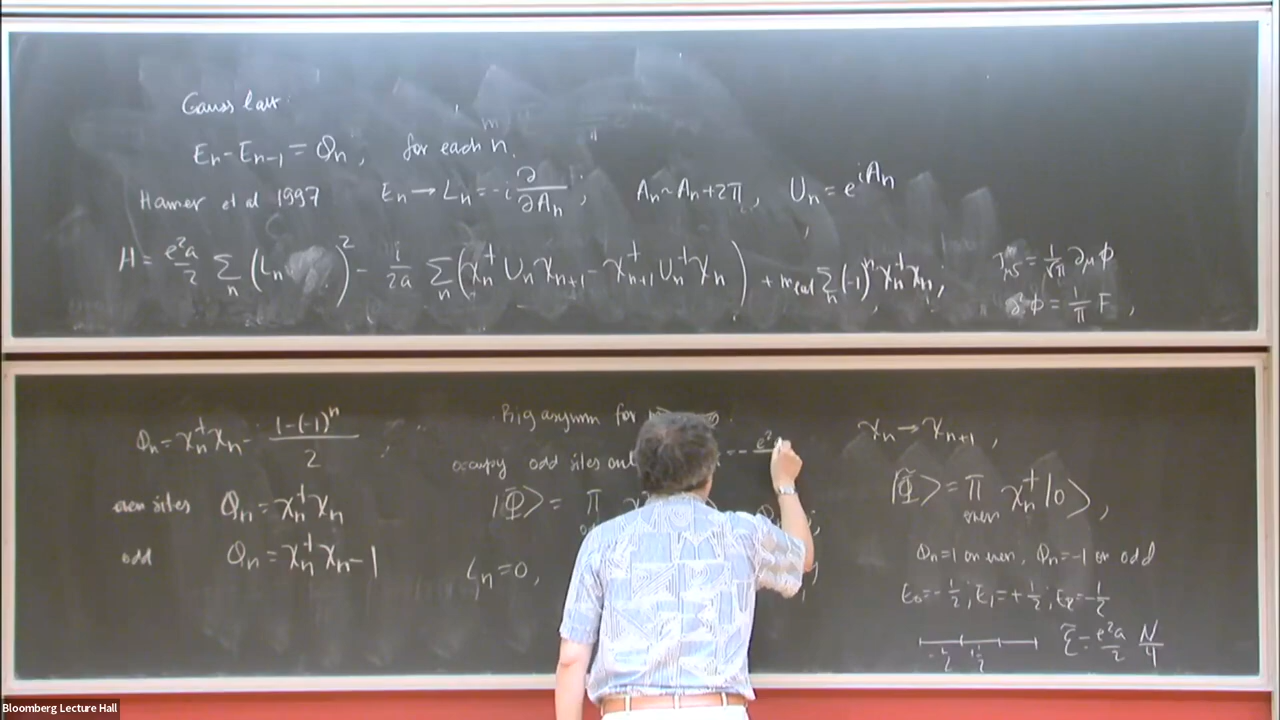 Gauss law:
E_n - E_{n-1} = Q_n, for each n.
Hamer et al 1997 E_n → L_n = -i ∂/∂A_n ; A_n ~ A_n + 2π, U_n = e^{iA_n}
H = e²a/2 Σ_n (L_n )² - i/2a Σ_n (χ_n† U_n χ_{n+1} - χ_{n+1}† U_n† χ_n) + m_lat Σ_n (-1)^n χ_n† χ_n ;
= 1/√π ∂_μ φ
φ = 1/π F,
Q_n = χ_n† χ_n - (1-(-1)^n)/2 ;
even sites Q_n = χ_n† χ_n
odd Q_n = χ_n† χ_n - 1
Big asymm for
occupy odd sites = - e²
|Φ> = Π
L_n = 0,
χ_n → χ_{n+1},
|Φ̃> = Π_even χ_n† |0>,
Q_n = 1 on even, Q_n = -1 on odd
E_0 = -1/2 ; E_1 = +1/2 ; E_2 = -1/2
-1/2 +1/2 Ẽ = e²a/2 N/4
Bloomberg Lecture Hall